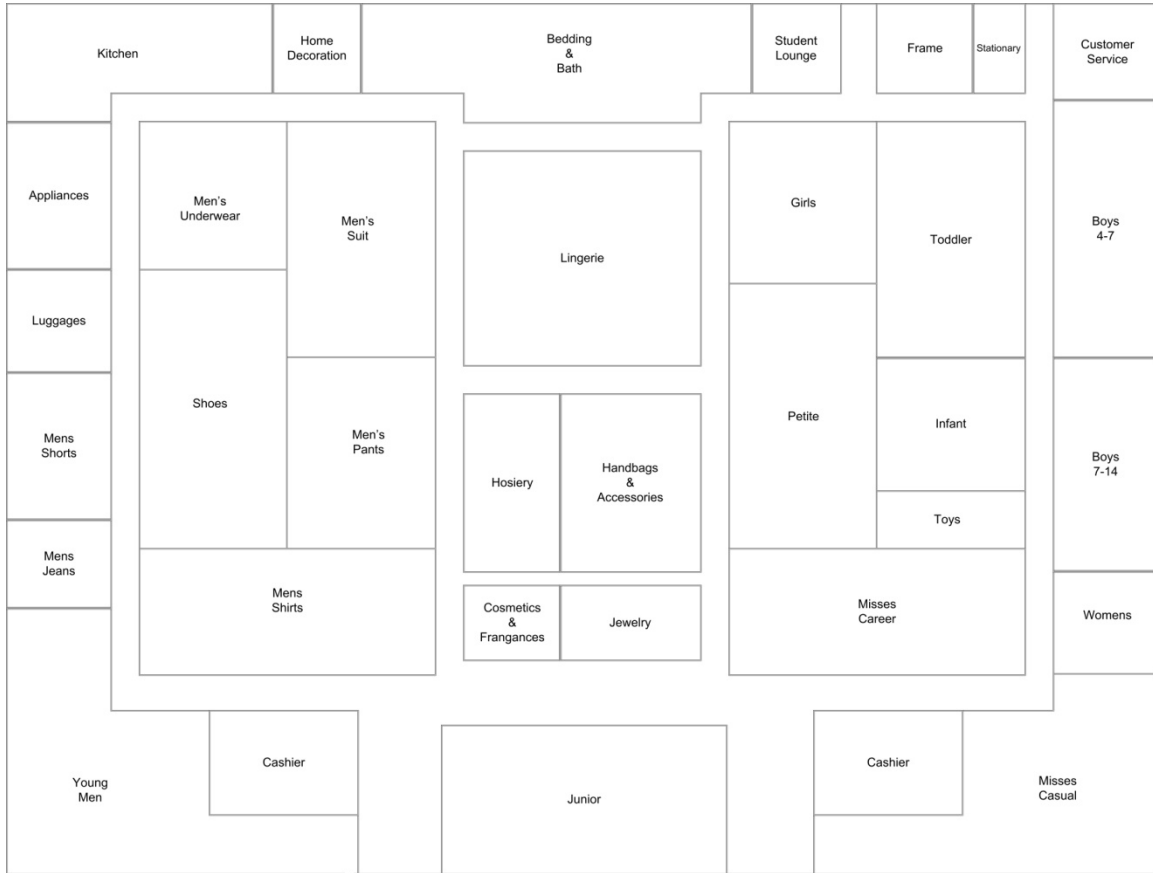 Kitchen
Home
Decoration
Bedding
&
Bath
Student
Lounge
Frame
Stationary
Customer
Service
Appliances
Men's
Underwear
Men's
Suit
Lingerie
Girls
Toddler
Boys
4-7
Luggages
Mens
Shorts
Shoes
Men's
Pants
Hosiery
Handbags
&
Accessories
Petite
Infant
Boys
7-14
Toys
Mens
Jeans
Mens
Shirts
Cosmetics
&
Frangances
Jewelry
Misses
Career
Womens
Young
Men
Cashier
Junior
Cashier
Misses
Casual